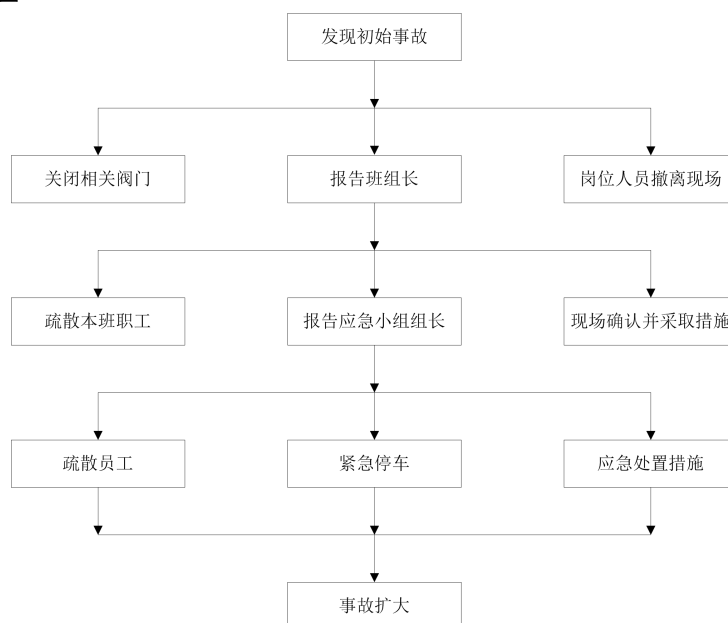 发现初始事故
关闭相关阀门
报告班组长
岗位人员撤离现场
疏散本班职工
报告应急小组组长
现场确认并采取措施
疏散员工
紧急停车
应急处置措施
事故扩大